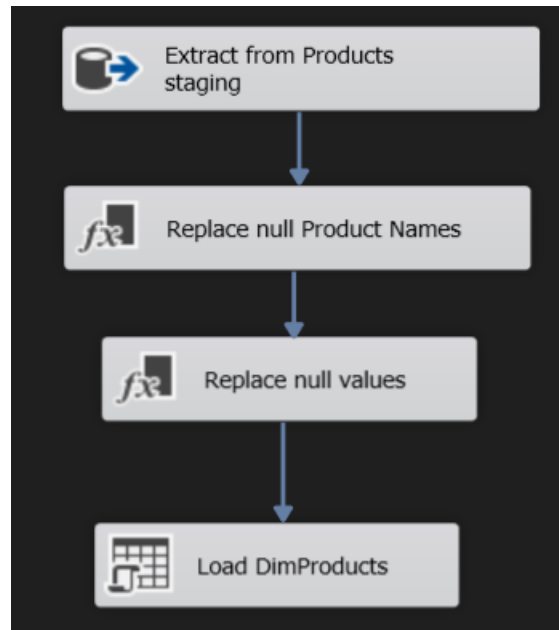 Extract from Products
staging
Replace null Product Names
Replace null values
Load DimProducts